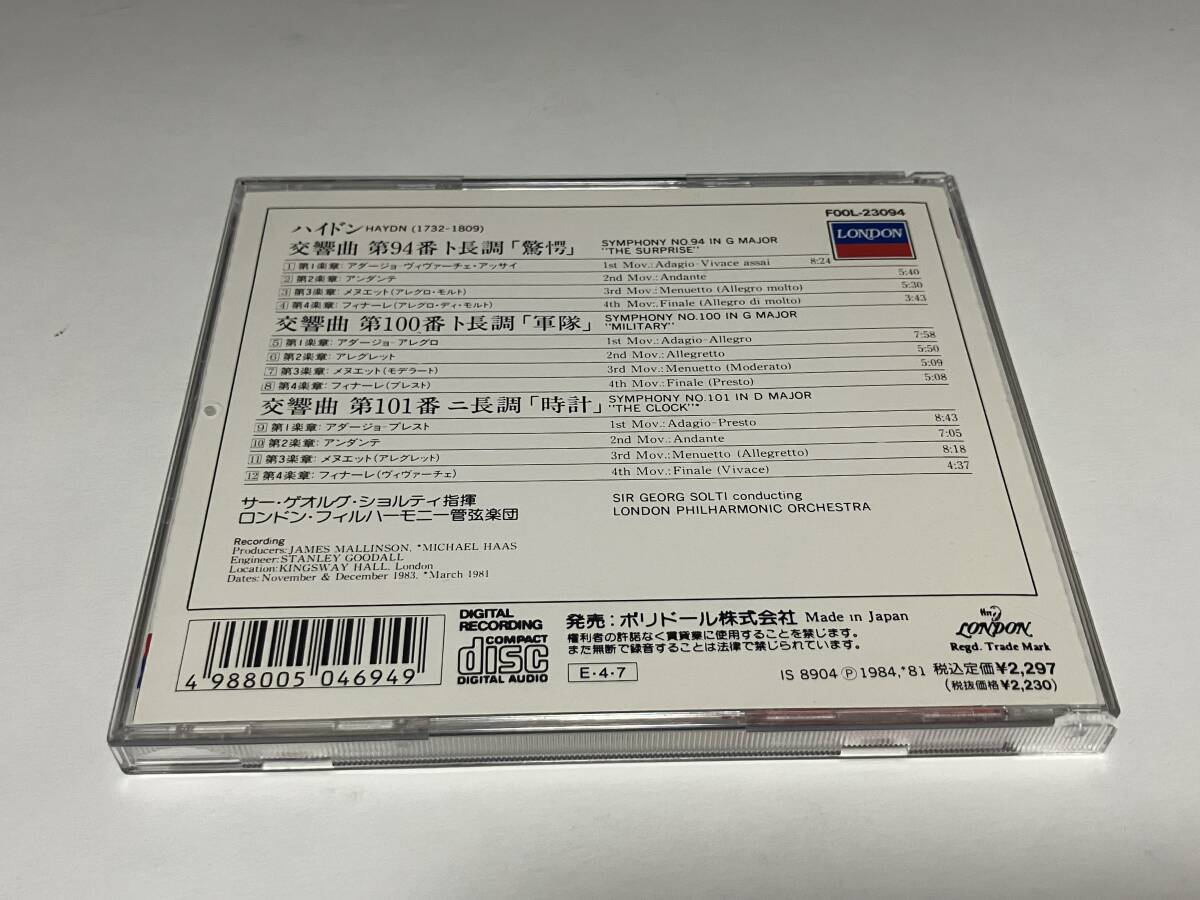 F00L-23094
LONDON
ハイドン HAYDN (1732-1809)
交響曲 第94番ト長調「驚愕」 SYMPHONY NO.94 IN G MAJOR "THE SURPRISE"
1 第1楽章: アダージョ-ヴィヴァーチェ・アッサイ 1st Mov.: Adagio-Vivace assai 8:24
2 第2楽章: アンダンテ 2nd Mov.: Andante 5:40
3 第3楽章: メヌエット(アレグロ・モルト) 3rd Mov.: Menuetto (Allegro molto) 5:30
4 第4楽章: フィナーレ(アレグロ・ディ・モルト) 4th Mov.: Finale (Allegro di molto) 3:43
交響曲 第100番ト長調「軍隊」 SYMPHONY NO.100 IN G MAJOR "MILITARY"
5 第1楽章: アダージョ-アレグロ 1st Mov.: Adagio-Allegro 7:58
6 第2楽章: アレグレット 2nd Mov.: Allegretto 5:50
7 第3楽章: メヌエット(モデラート) 3rd Mov.: Menuetto (Moderato) 5:09
8 第4楽章: フィナーレ(プレスト) 4th Mov.: Finale (Presto) 5:08
交響曲 第101番ニ長調「時計」 SYMPHONY NO.101 IN D MAJOR "THE CLOCK"*
9 第1楽章: アダージョ-プレスト 1st Mov.: Adagio-Presto 8:43
10 第2楽章: アンダンテ 2nd Mov.: Andante 7:05
11 第3楽章: メヌエット(アレグレット) 3rd Mov.: Menuetto (Allegretto) 8:18
12 第4楽章: フィナーレ(ヴィヴァーチェ) 4th Mov.: Finale (Vivace) 4:37
サー・ゲオルグ・ショルティ指揮 SIR GEORG SOLTI conducting
ロンドン・フィルハーモニー管弦楽団 LONDON PHILHARMONIC ORCHESTRA
Recording
Producers: JAMES MALLINSON, *MICHAEL HAAS
Engineer: STANLEY GOODALL
Location: KINGSWAY HALL, London
Dates: November & December 1983, *March 1981
4 988005 046949
DIGITAL RECORDING
COMPACT disc DIGITAL AUDIO
発売:ポリドール株式会社 Made in Japan
権利者の許諾なく賃貸業に使用することを禁じます。
また無断で録音することは法律で禁じられています。
E・4・7
LONDON
Regd. Trade Mark
IS 8904 Ⓟ 1984, *81 税込定価¥2,297
(税抜価格¥2,230)